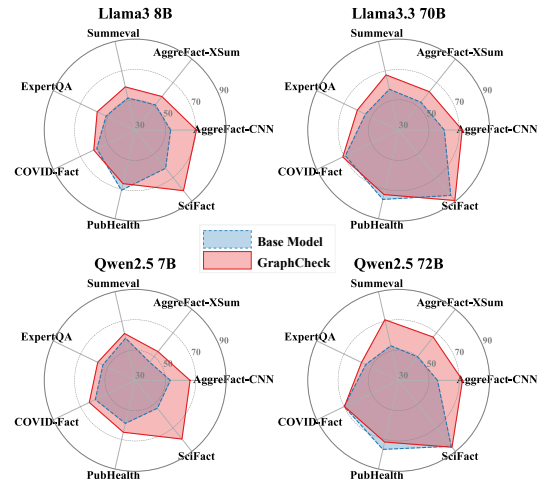 Llama3 8B
Summeval
AggreFact-XSum
ExpertQA
90
70
50
30
AggreFact-CNN
COVID-Fact
SciFact
PubHealth
Llama3.3 70B
Summeval
AggreFact-XSum
ExpertQA
90
70
50
30
AggreFact-CNN
COVID-Fact
SciFact
PubHealth
Base Model
GraphCheck
Qwen2.5 7B
Summeval
AggreFact-XSum
ExpertQA
90
70
50
30
AggreFact-CNN
COVID-Fact
SciFact
PubHealth
Qwen2.5 72B
Summeval
AggreFact-XSum
ExpertQA
90
70
50
30
AggreFact-CNN
COVID-Fact
SciFact
PubHealth